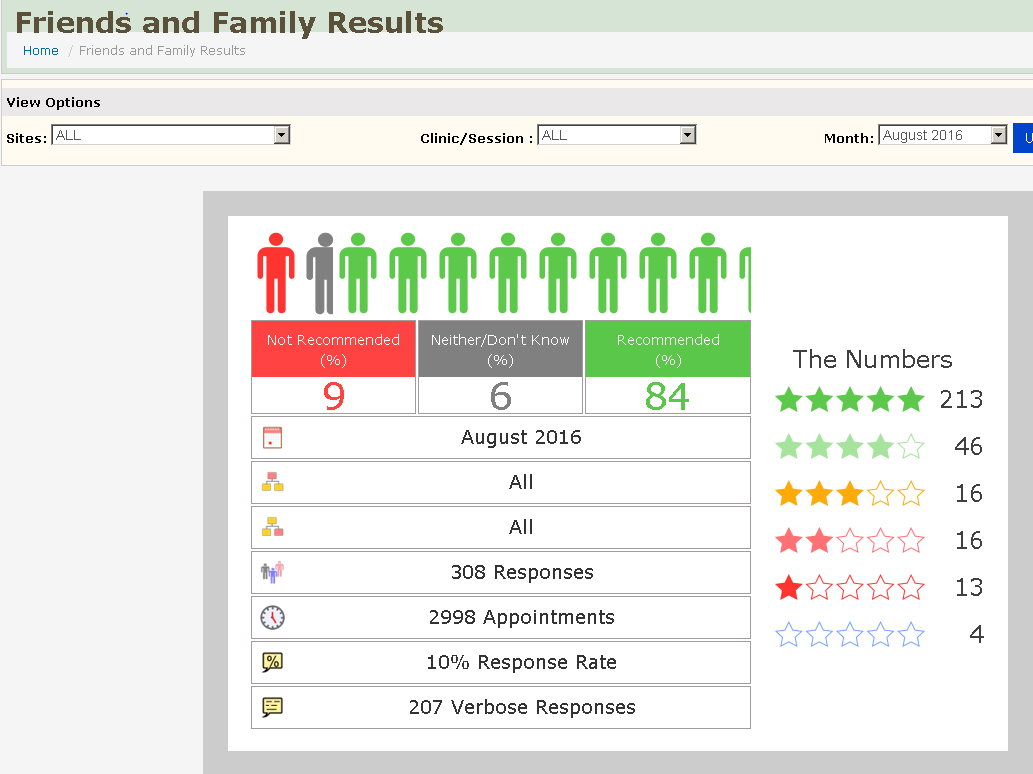 Friends and Family Results
Home / Friends and Family Results
View Options
Sites: ALL Clinic/Session : ALL Month: August 2016 U
Not Recommended (%)
9
Neither/Don't Know (%)
6
Recommended (%)
84
August 2016
All
All
308 Responses
2998 Appointments
% 10% Response Rate
207 Verbose Responses
The Numbers
213
46
16
16
13
4